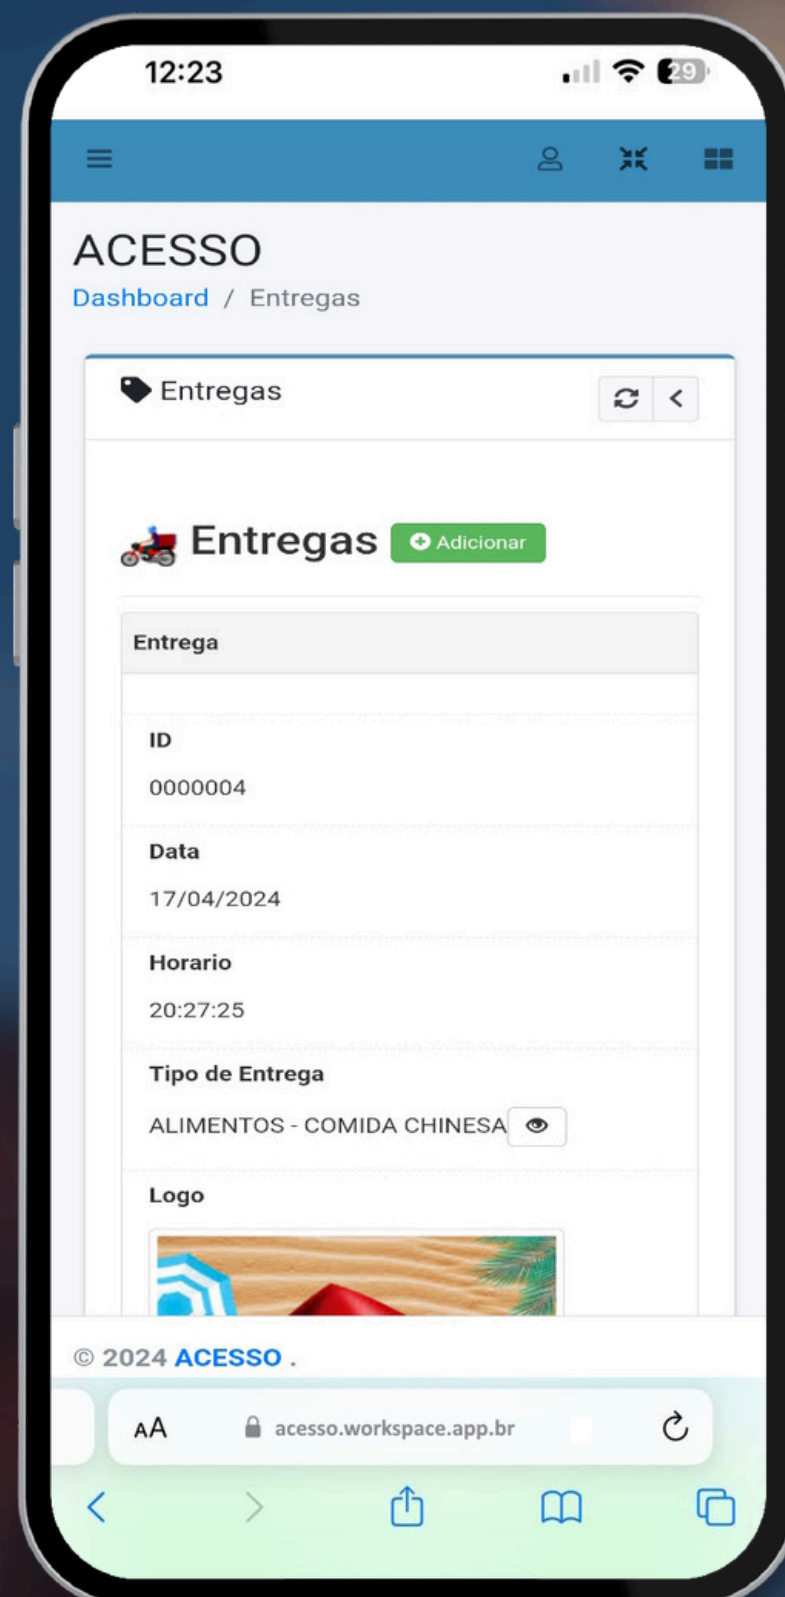 12:23
29
ACESSO
Dashboard / Entregas
Entregas
Entregas Adicionar
Entrega
ID
0000004
Data
17/04/2024
Horario
20:27:25
Tipo de Entrega
ALIMENTOS - COMIDA CHINESA
Logo
© 2024 ACESSO .
AA acesso.workspace.app.br